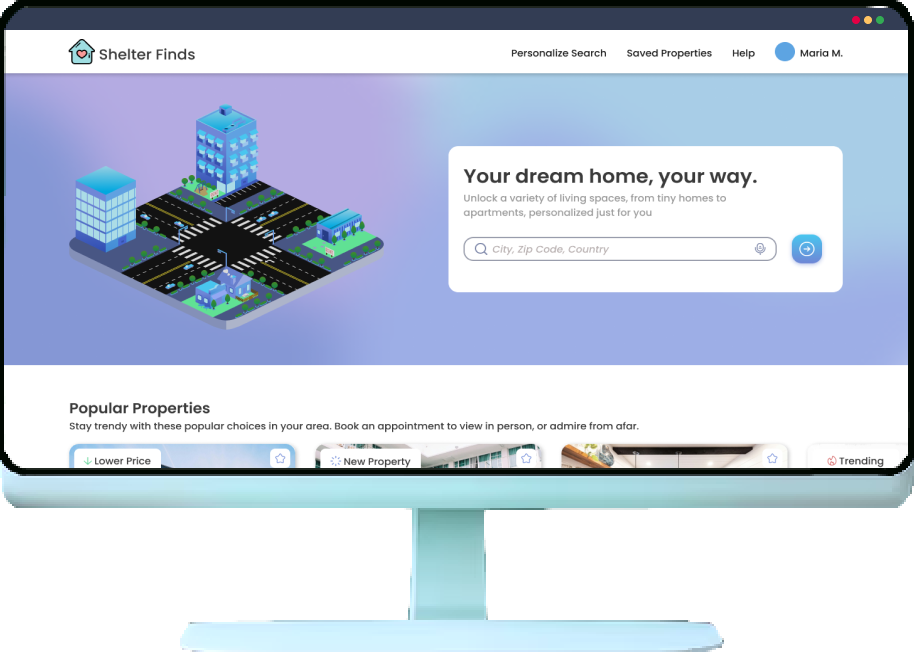 Shelter Finds
Personalize Search
Saved Properties
Help
Maria M.
Your dream home, your way.
Unlock a variety of living spaces, from tiny homes to
apartments, personalized just for you
City, Zip Code, Country
Popular Properties
Stay trendy with these popular choices in your area. Book an appointment to view in person, or admire from afar.
Lower Price
New Property
Trending